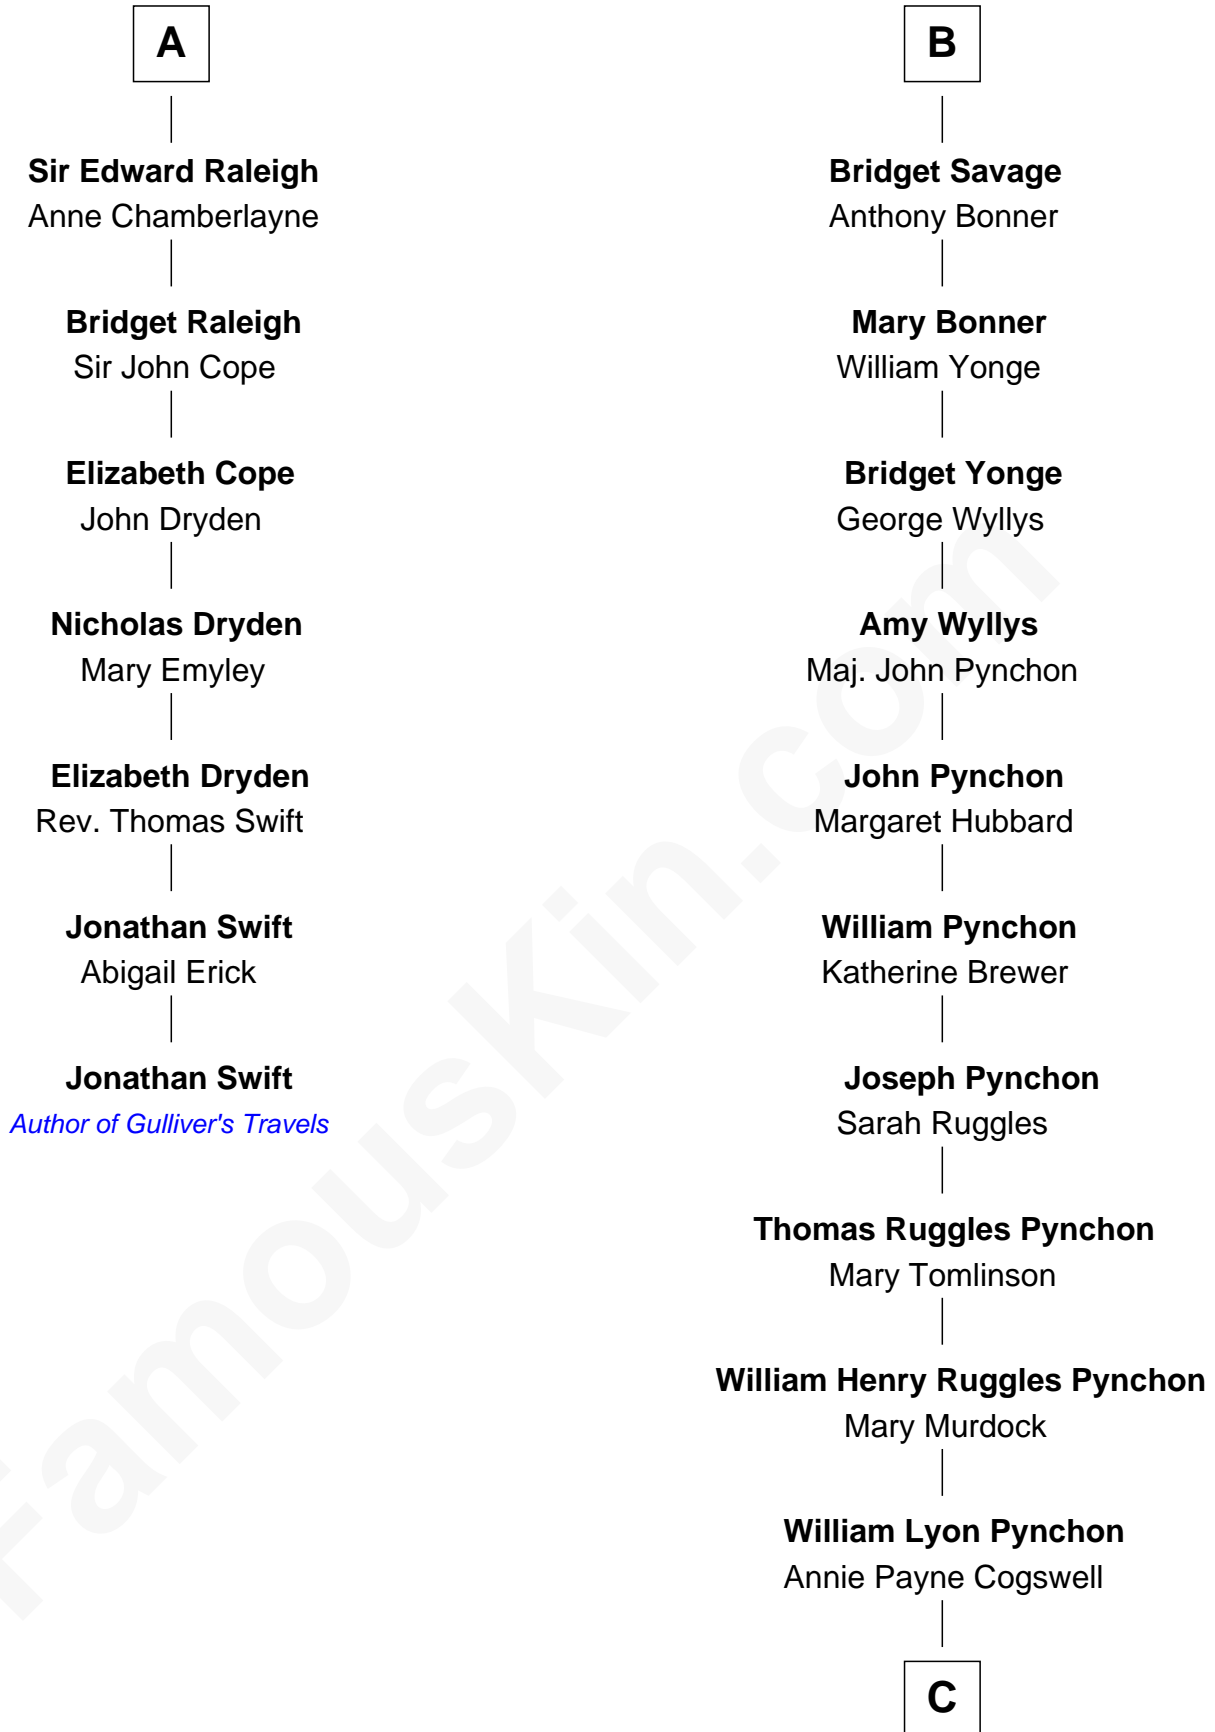 A
Sir Edward Raleigh
Anne Chamberlayne
Bridget Raleigh
Sir John Cope
Elizabeth Cope
John Dryden
Nicholas Dryden
Mary Emyley
Elizabeth Dryden
Rev. Thomas Swift
Jonathan Swift
Abigail Erick
Jonathan Swift
Author of Gulliver's Travels
B
Bridget Savage
Anthony Bonner
Mary Bonner
William Yonge
Bridget Yonge
George Wyllys
Amy Wyllys
Maj. John Pynchon
John Pynchon
Margaret Hubbard
William Pynchon
Katherine Brewer
Joseph Pynchon
Sarah Ruggles
Thomas Ruggles Pynchon
Mary Tomlinson
William Henry Ruggles Pynchon
Mary Murdock
William Lyon Pynchon
Annie Payne Cogswell
C
FamousKin.com